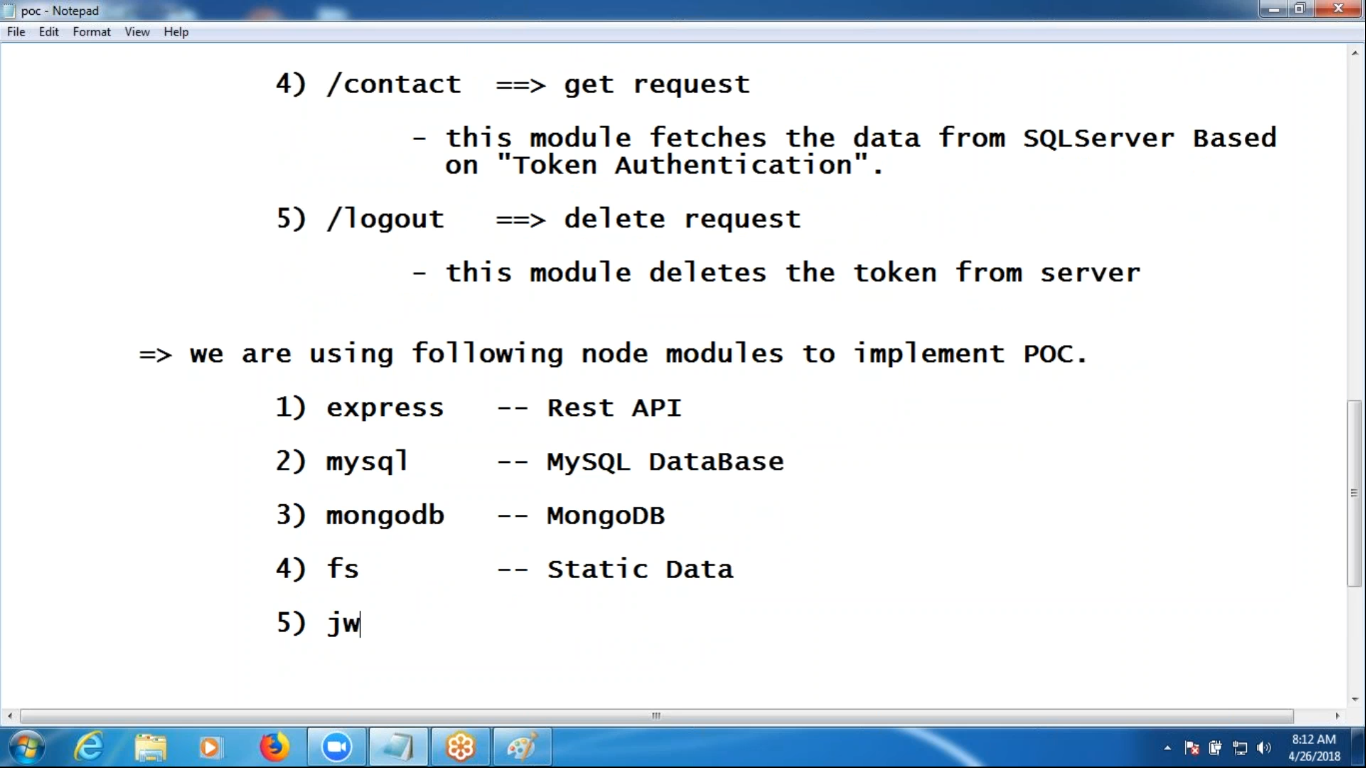 poc - Notepad
File Edit Format View Help
4) /contact ==> get request
- this module fetches the data from SQLServer Based
on "Token Authentication".
5) /logout ==> delete request
- this module deletes the token from server
=> we are using following node modules to implement POC.
1) express -- Rest API
2) mysql -- MySQL DataBase
3) mongodb -- MongoDB
4) fs -- Static Data
5) jw
8:12 AM
4/26/2018